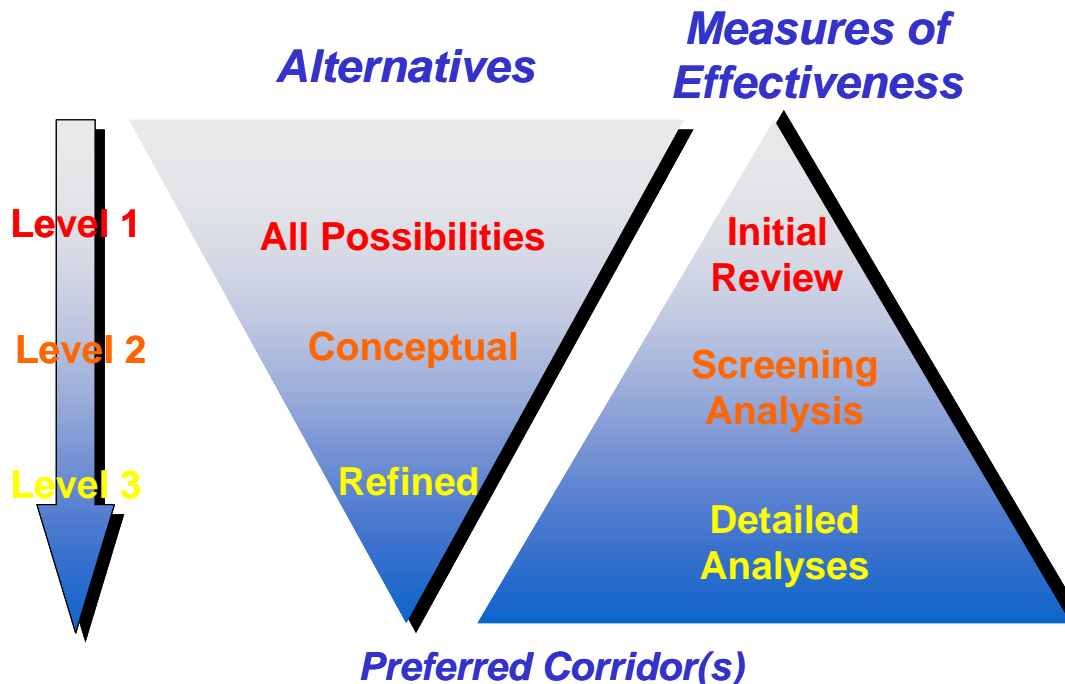 Alternatives
Measures of
Effectiveness
Level 1
All Possibilities
Initial
Review
Level 2
Conceptual
Screening
Analysis
Level 3
Refined
Detailed
Analyses
Preferred Corridor(s)